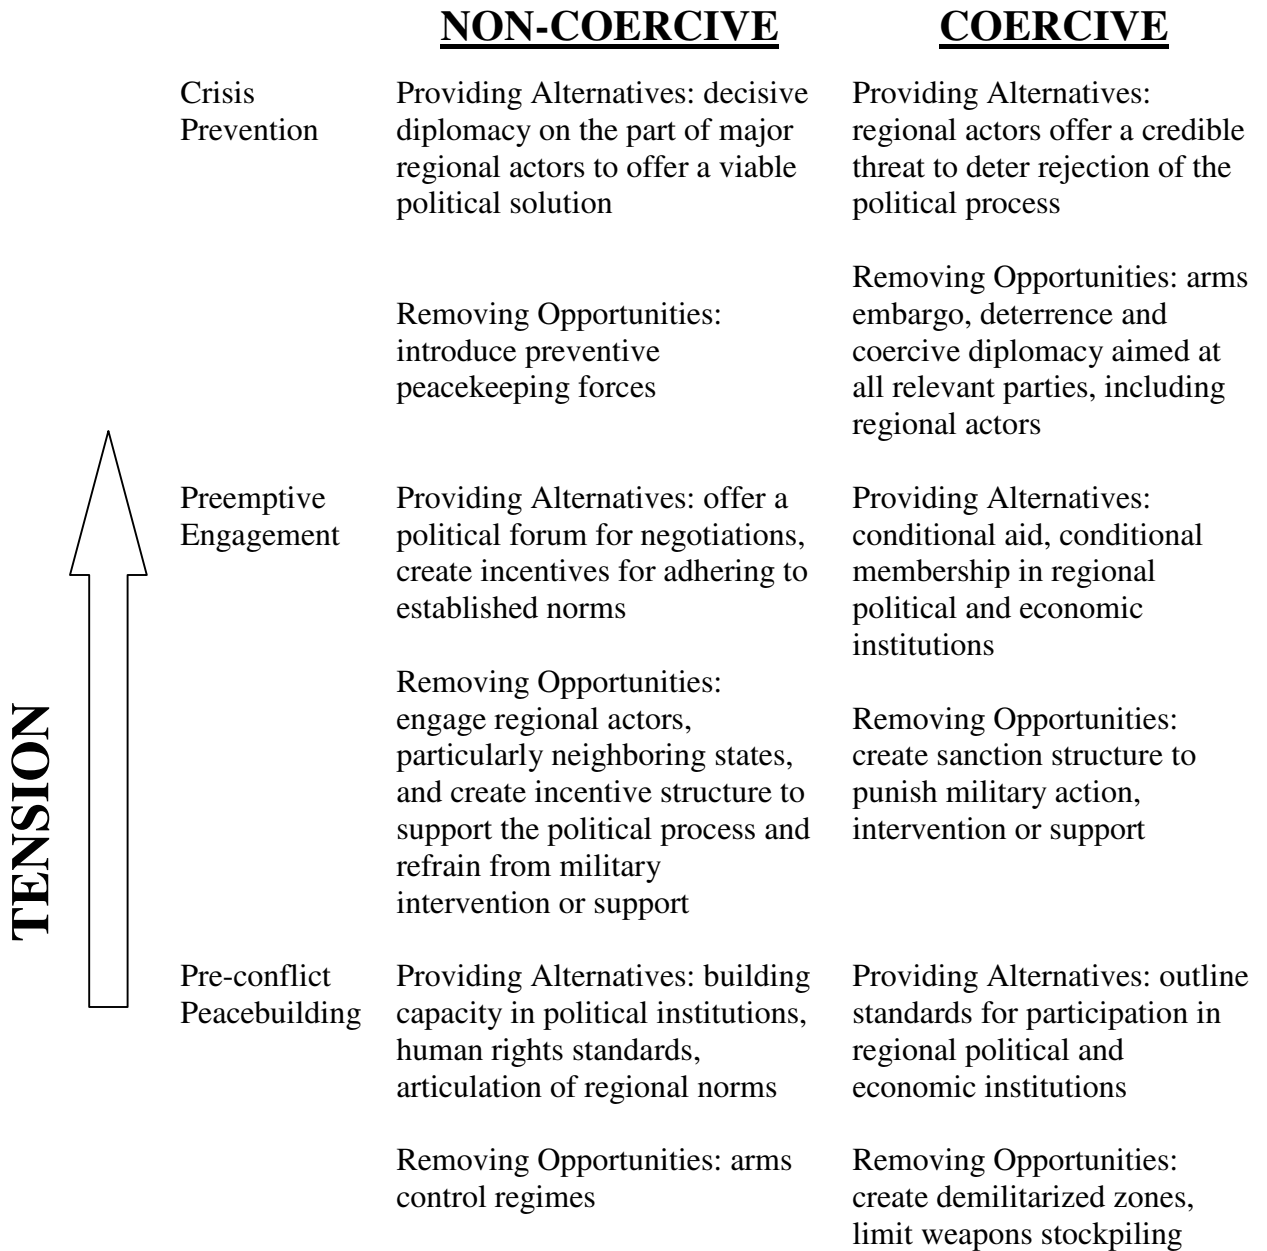 NON-COERCIVE
COERCIVE
Crisis
Prevention
Providing Alternatives: decisive
diplomacy on the part of major
regional actors to offer a viable
political solution
Providing Alternatives:
regional actors offer a credible
threat to deter rejection of the
political process
Removing Opportunities:
introduce preventive
peacekeeping forces
Removing Opportunities: arms
embargo, deterrence and
coercive diplomacy aimed at
all relevant parties, including
regional actors
Preemptive
Engagement
Providing Alternatives: offer a
political forum for negotiations,
create incentives for adhering to
established norms
Providing Alternatives:
conditional aid, conditional
membership in regional
political and economic
institutions
Removing Opportunities:
engage regional actors,
particularly neighboring states,
and create incentive structure to
support the political process and
refrain from military
intervention or support
Removing Opportunities:
create sanction structure to
punish military action,
intervention or support
TENSION
Pre-conflict
Peacebuilding
Providing Alternatives: building
capacity in political institutions,
human rights standards,
articulation of regional norms
Providing Alternatives: outline
standards for participation in
regional political and
economic institutions
Removing Opportunities: arms
control regimes
Removing Opportunities:
create demilitarized zones,
limit weapons stockpiling